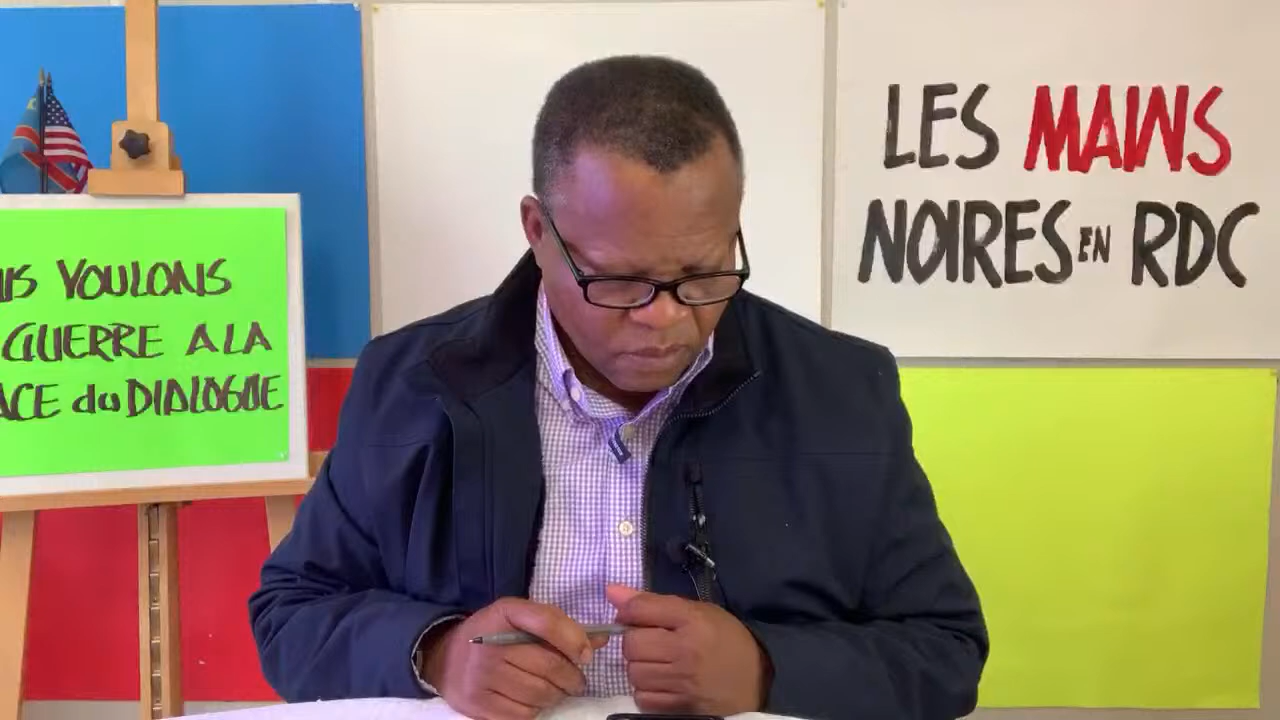 VOULONS
GUERRE A LA
du DIALOGUE
LES MAINS
NOIRES EN RDC